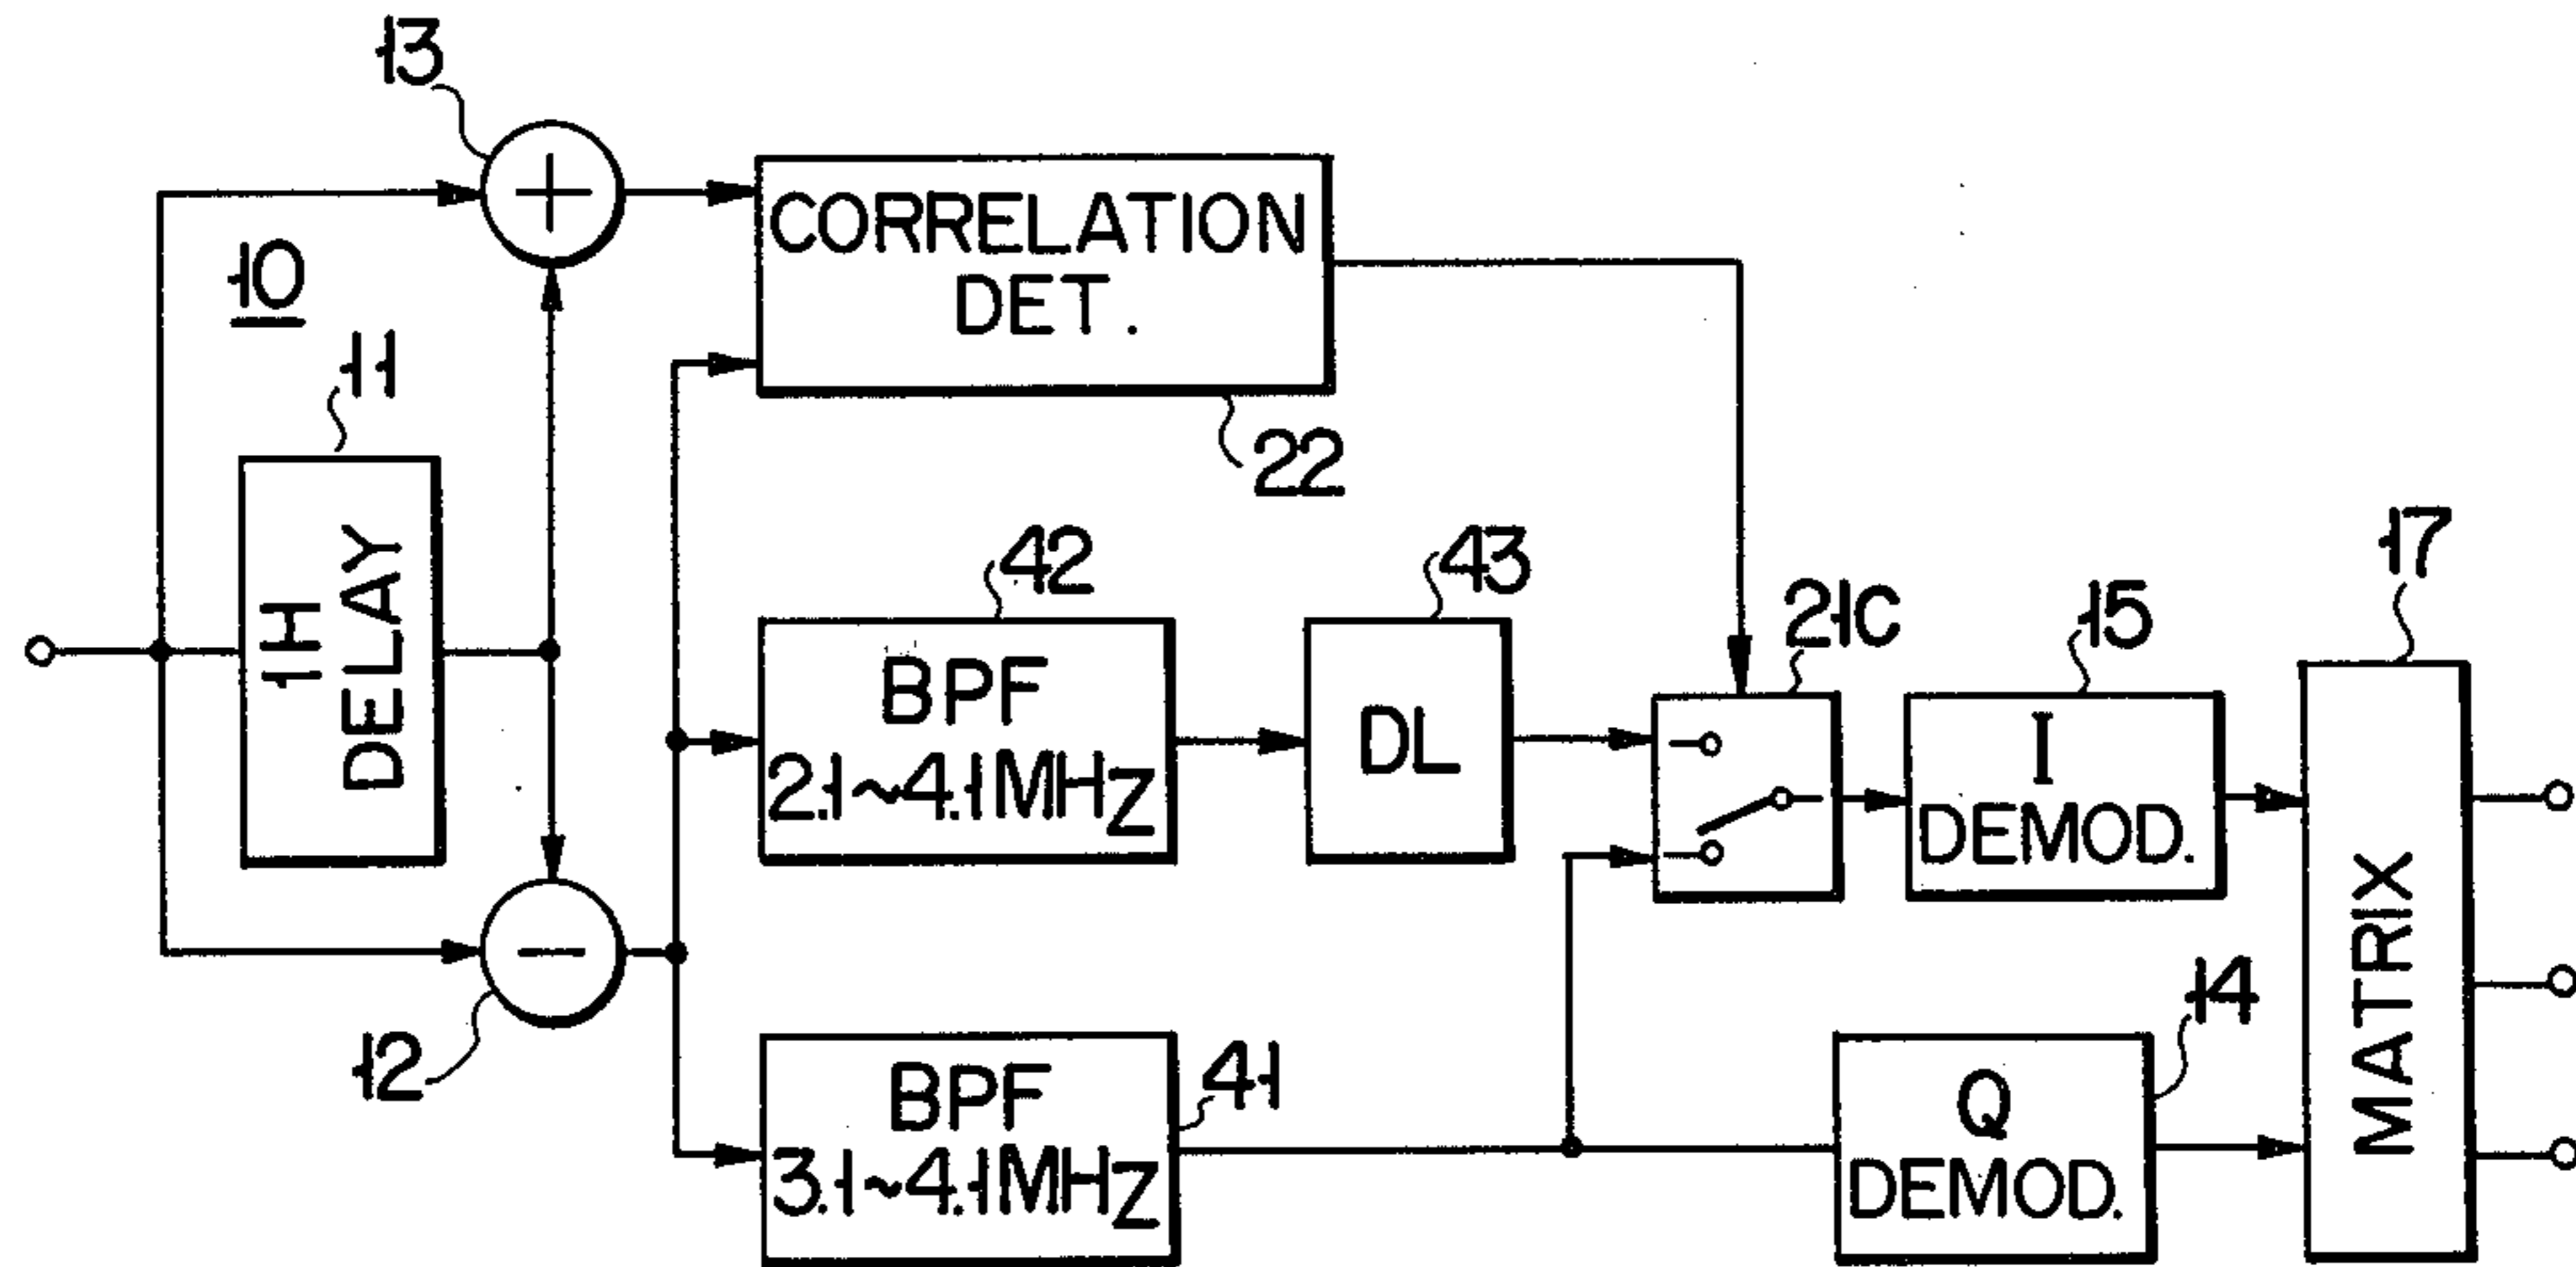 13
+
CORRELATION
DET.
10
11
1H
DELAY
22
42
43
21C
15
17
BPF
2.1~4.1MHZ
DL
I
DEMOD.
MATRIX
−
12
BPF
3.1~4.1MHZ
41
14
Q
DEMOD.